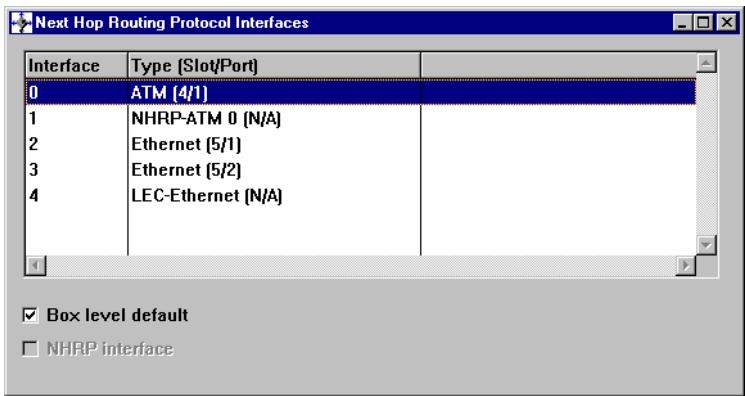 Next Hop Routing Protocol Interfaces
Interface Type (Slot/Port)
0 ATM (4/1)
1 NHRP-ATM 0 (N/A)
2 Ethernet (5/1)
3 Ethernet (5/2)
4 LEC-Ethernet (N/A)
Box level default
NHRP interface